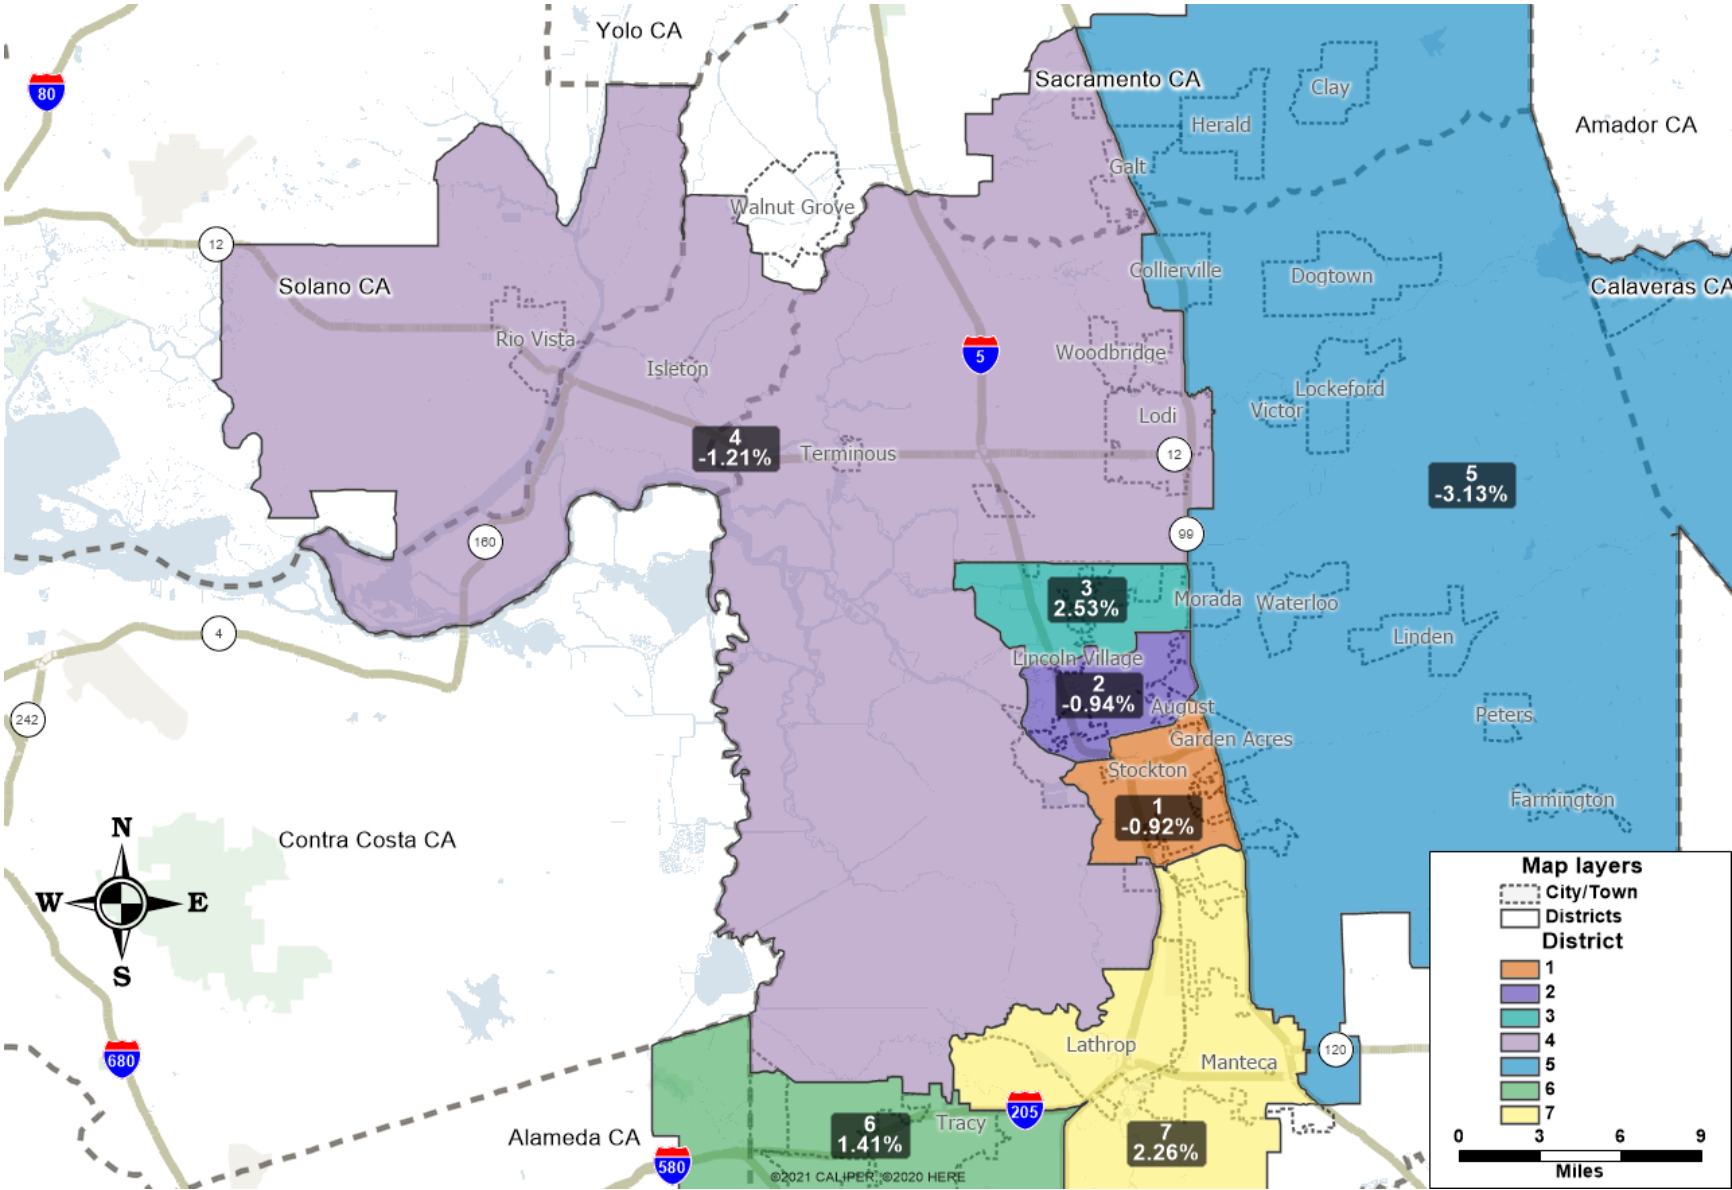 Yolo CA
80
Sacramento CA
Clay
Herald
Amador CA
Galt
Walnut Grove
12
Collierville
Dogtown
Solano CA
Calaveras CA
Rio Vista
5
Woodbridge
Isleton
Lockeford
Victor
Lodi
4
-1.21%
Terminous
12
5
-3.13%
99
160
3
2.53%
Morada
Waterloo
4
Linden
Lincoln Village
2
-0.94%
August
Peters
242
Garden Acres
Stockton
Farmington
1
-0.92%
N
Contra Costa CA
W
E
S
Map layers
City/Town
Districts
District
1
2
3
4
5
6
7
0 3 6 9
Miles
Lathrop
120
680
Manteca
205
6
1.41%
Tracy
Alameda CA
7
2.26%
580
©2021 CALIPER; ©2020 HERE